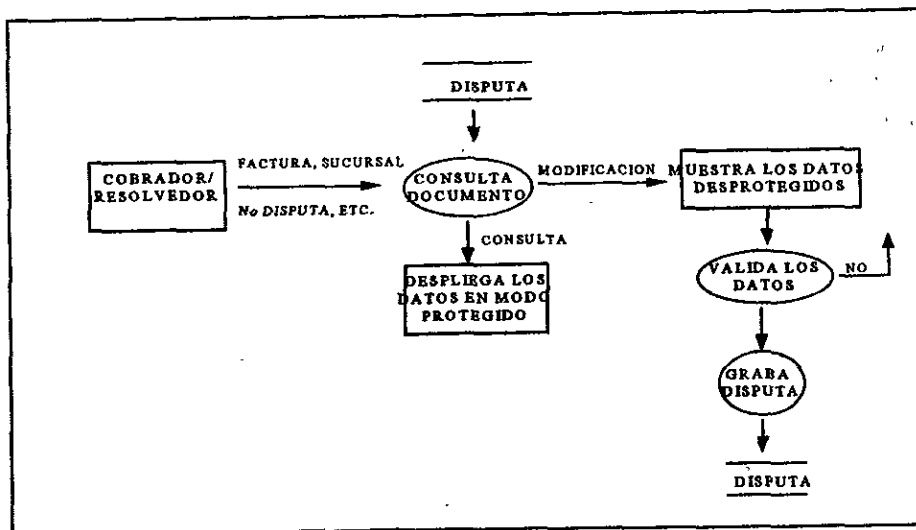 DISPUTA
COBRADOR/
RESOLVEDOR
FACTURA, SUCURSAL
No DISPUTA, ETC.
CONSULTA
DOCUMENTO
MODIFICACION
MUESTRA LOS DATOS
DESPROTEGIDOS
CONSULTA
DESPLIEGA LOS
DATOS EN MODO
PROTEGIDO
VALIDA LOS
DATOS
NO
GRABA
DISPUTA
DISPUTA